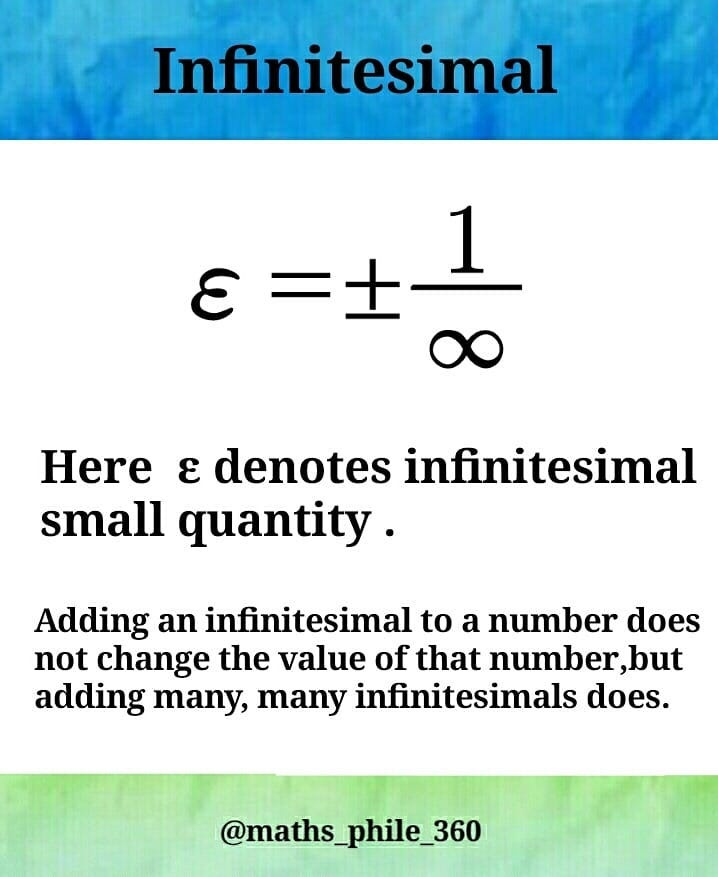 Infinitesimal
ε = ± 1/∞
Here ε denotes infinitesimal
small quantity .
Adding an infinitesimal to a number does
not change the value of that number,but
adding many, many infinitesimals does.
@maths_phile_360